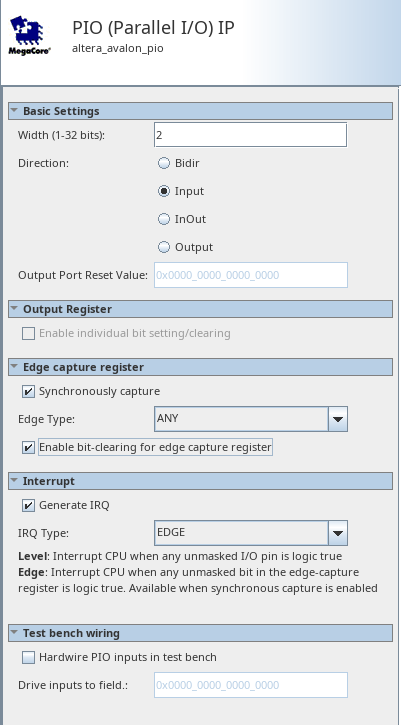 PIO (Parallel I/O) IP
altera_avalon_pio
MegaCore®
Basic Settings
Width (1-32 bits): 2
Direction: Bidir
Input
InOut
Output
Output Port Reset Value: 0x0000_0000_0000_0000
Output Register
Enable individual bit setting/clearing
Edge capture register
Synchronously capture
Edge Type: ANY
Enable bit-clearing for edge capture register
Interrupt
Generate IRQ
IRQ Type: EDGE
Level: Interrupt CPU when any unmasked I/O pin is logic true
Edge: Interrupt CPU when any unmasked bit in the edge-capture
register is logic true. Available when synchronous capture is enabled
Test bench wiring
Hardwire PIO inputs in test bench
Drive inputs to field.: 0x0000_0000_0000_0000